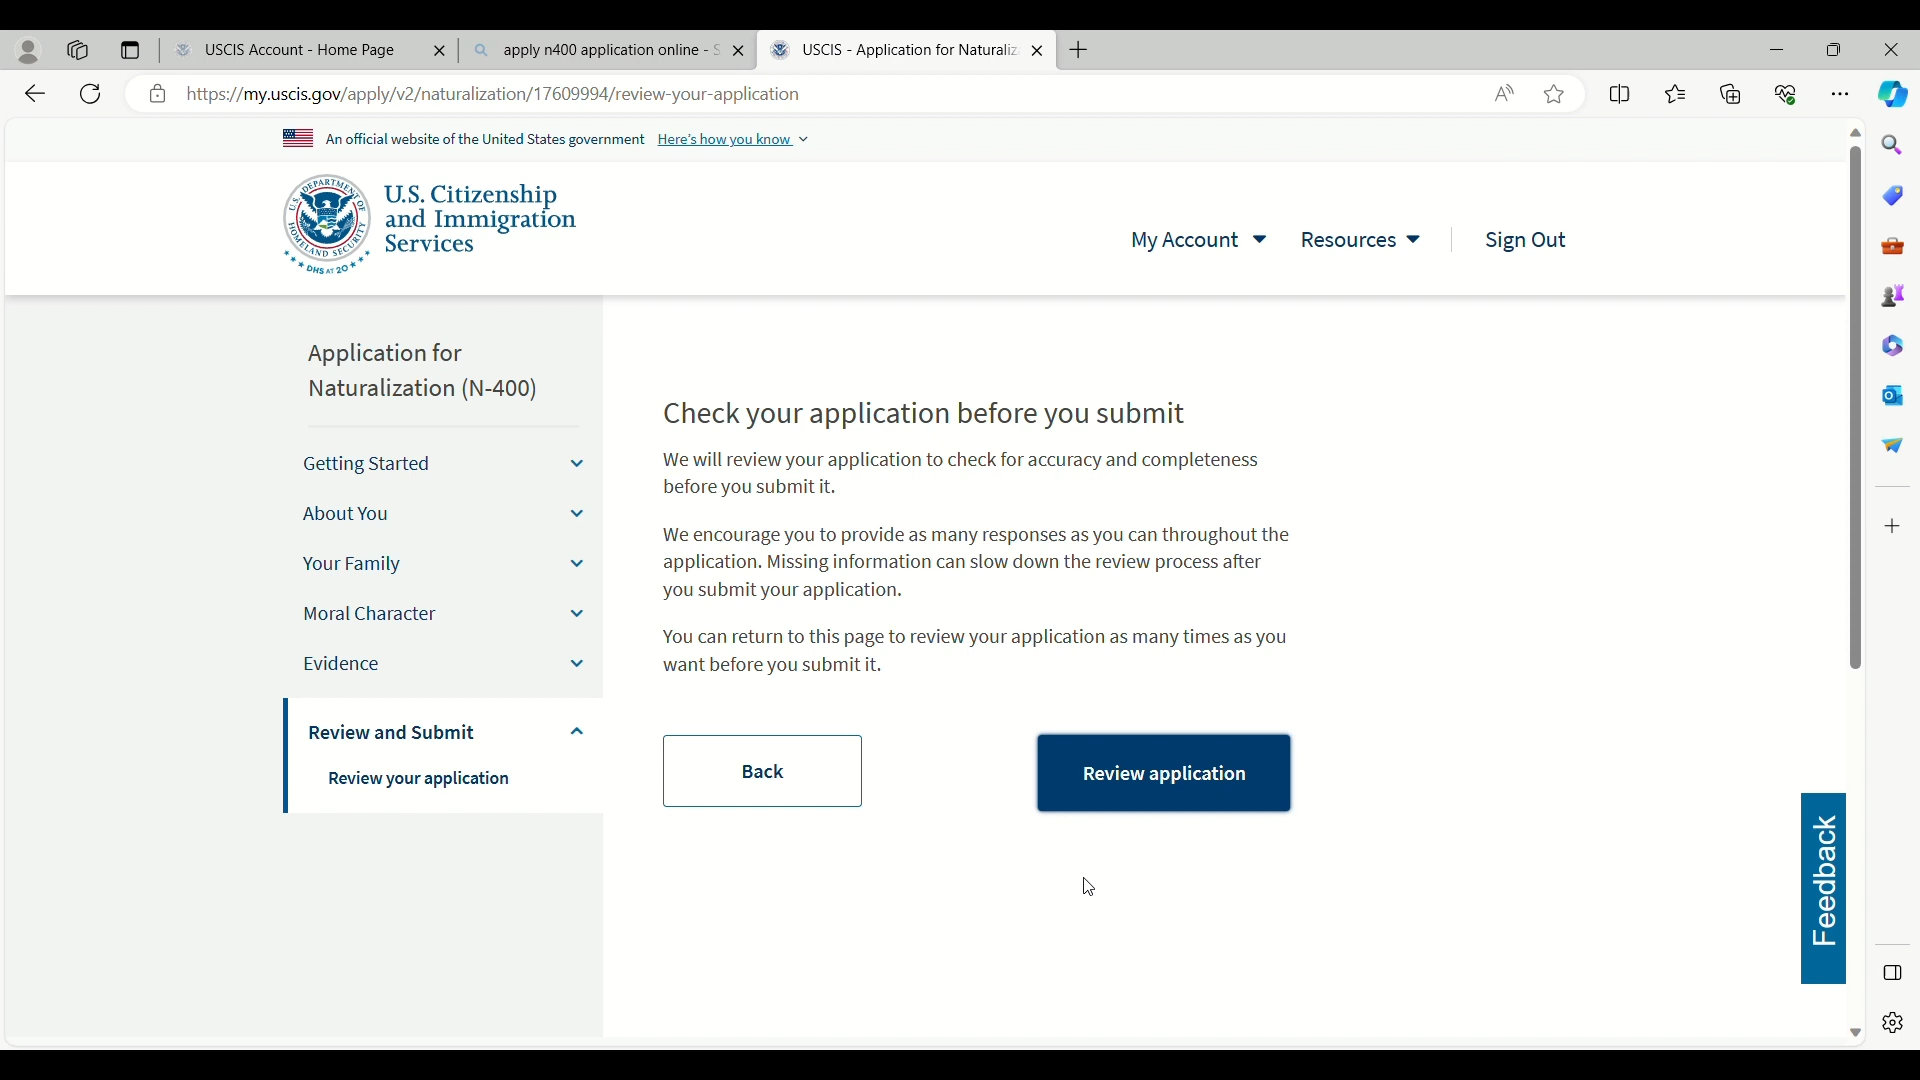 USCIS Account - Home Page
apply n400 application online - S
USCIS - Application for Naturaliz
https://my.uscis.gov/apply/v2/naturalization/17609994/review-your-application
An official website of the United States government Here's how you know
U.S. DEPARTMENT OF HOMELAND SECURITY
DHS AT 20
U.S. Citizenship
and Immigration
Services
My Account
Resources
Sign Out
Application for
Naturalization (N-400)
Getting Started
About You
Your Family
Moral Character
Evidence
Review and Submit
Review your application
Check your application before you submit
We will review your application to check for accuracy and completeness
before you submit it.
We encourage you to provide as many responses as you can throughout the
application. Missing information can slow down the review process after
you submit your application.
You can return to this page to review your application as many times as you
want before you submit it.
Back
Review application
Feedback